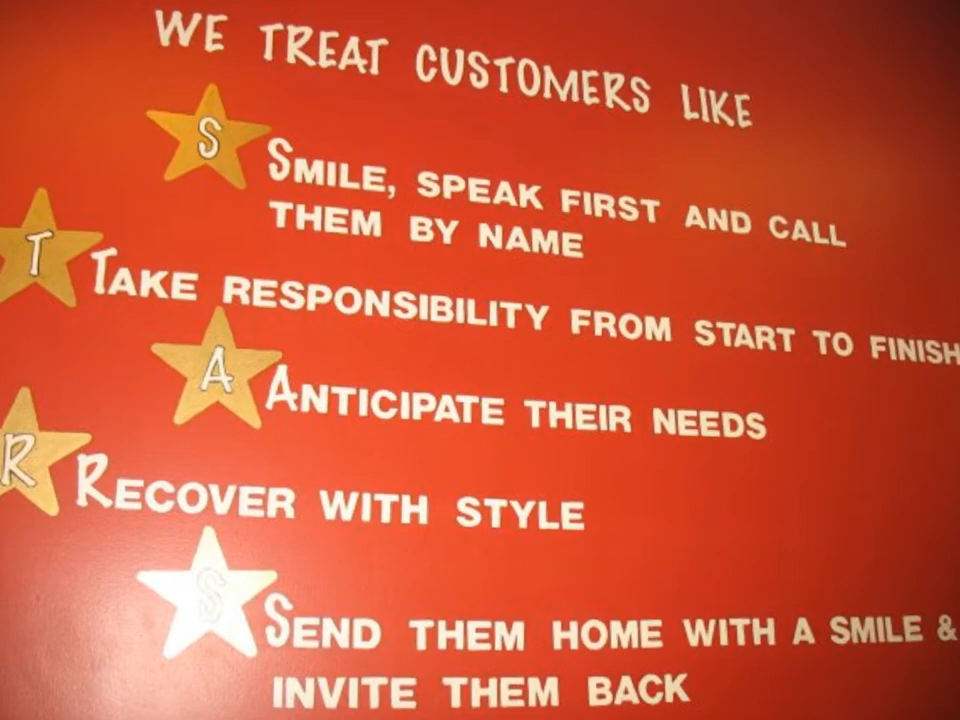 WE TREAT CUSTOMERS LIKE
S SMILE, SPEAK FIRST AND CALL
THEM BY NAME
T TAKE RESPONSIBILITY FROM START TO FINISH
A ANTICIPATE THEIR NEEDS
R RECOVER WITH STYLE
S SEND THEM HOME WITH A SMILE &
INVITE THEM BACK